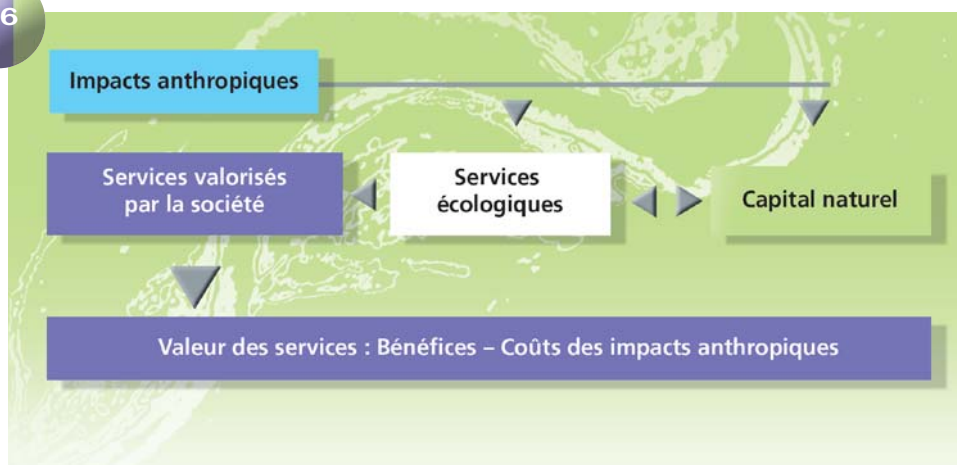 6
Impacts anthropiques
Services valorisés
par la société
Services
écologiques
Capital naturel
Valeur des services : Bénéfices – Coûts des impacts anthropiques